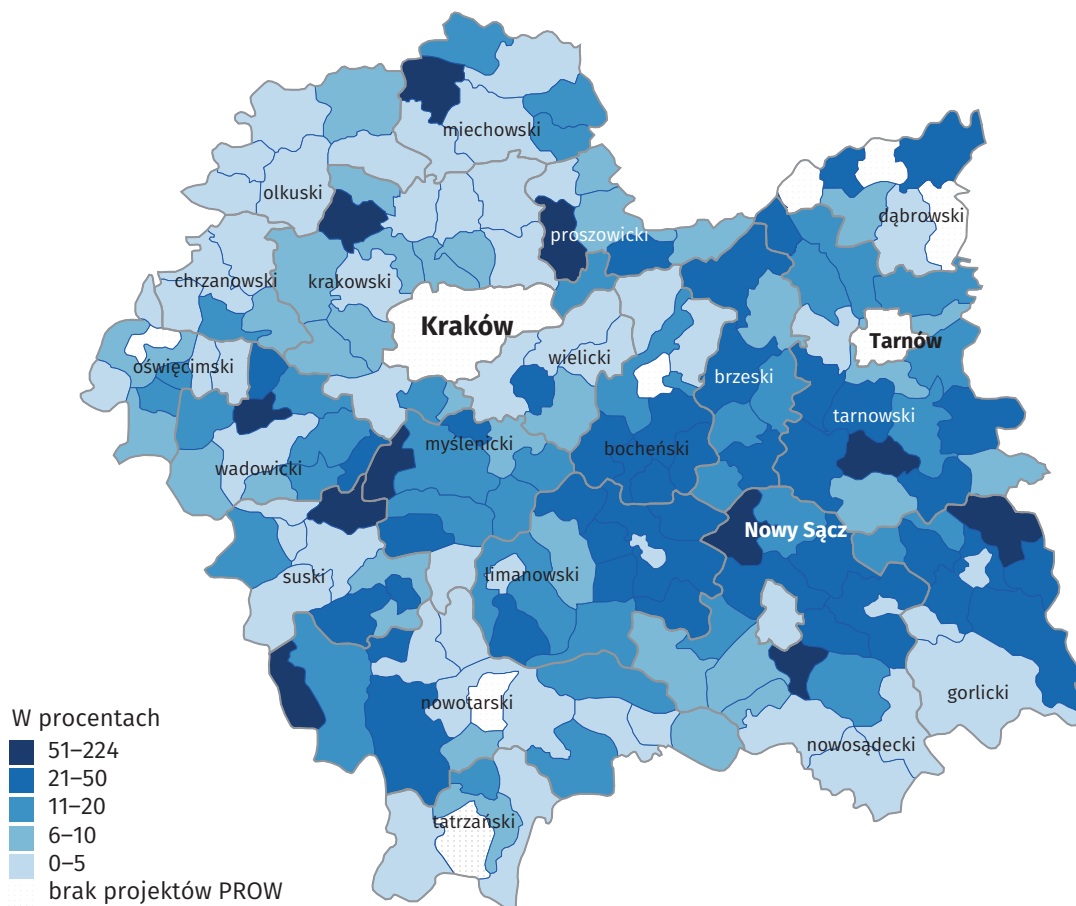 miechowski
olkuski
dąbrowski
proszowicki
chrzanowski
krakowski
Kraków
Tarnów
wielicki
oświęcimski
brzeski
tarnowski
myślenicki
bocheński
wadowicki
Nowy Sącz
limanowski
suski
gorlicki
nowotarski
nowosądecki
tatrzański
W procentach
51–224
21–50
11–20
6–10
0–5
brak projektów PROW